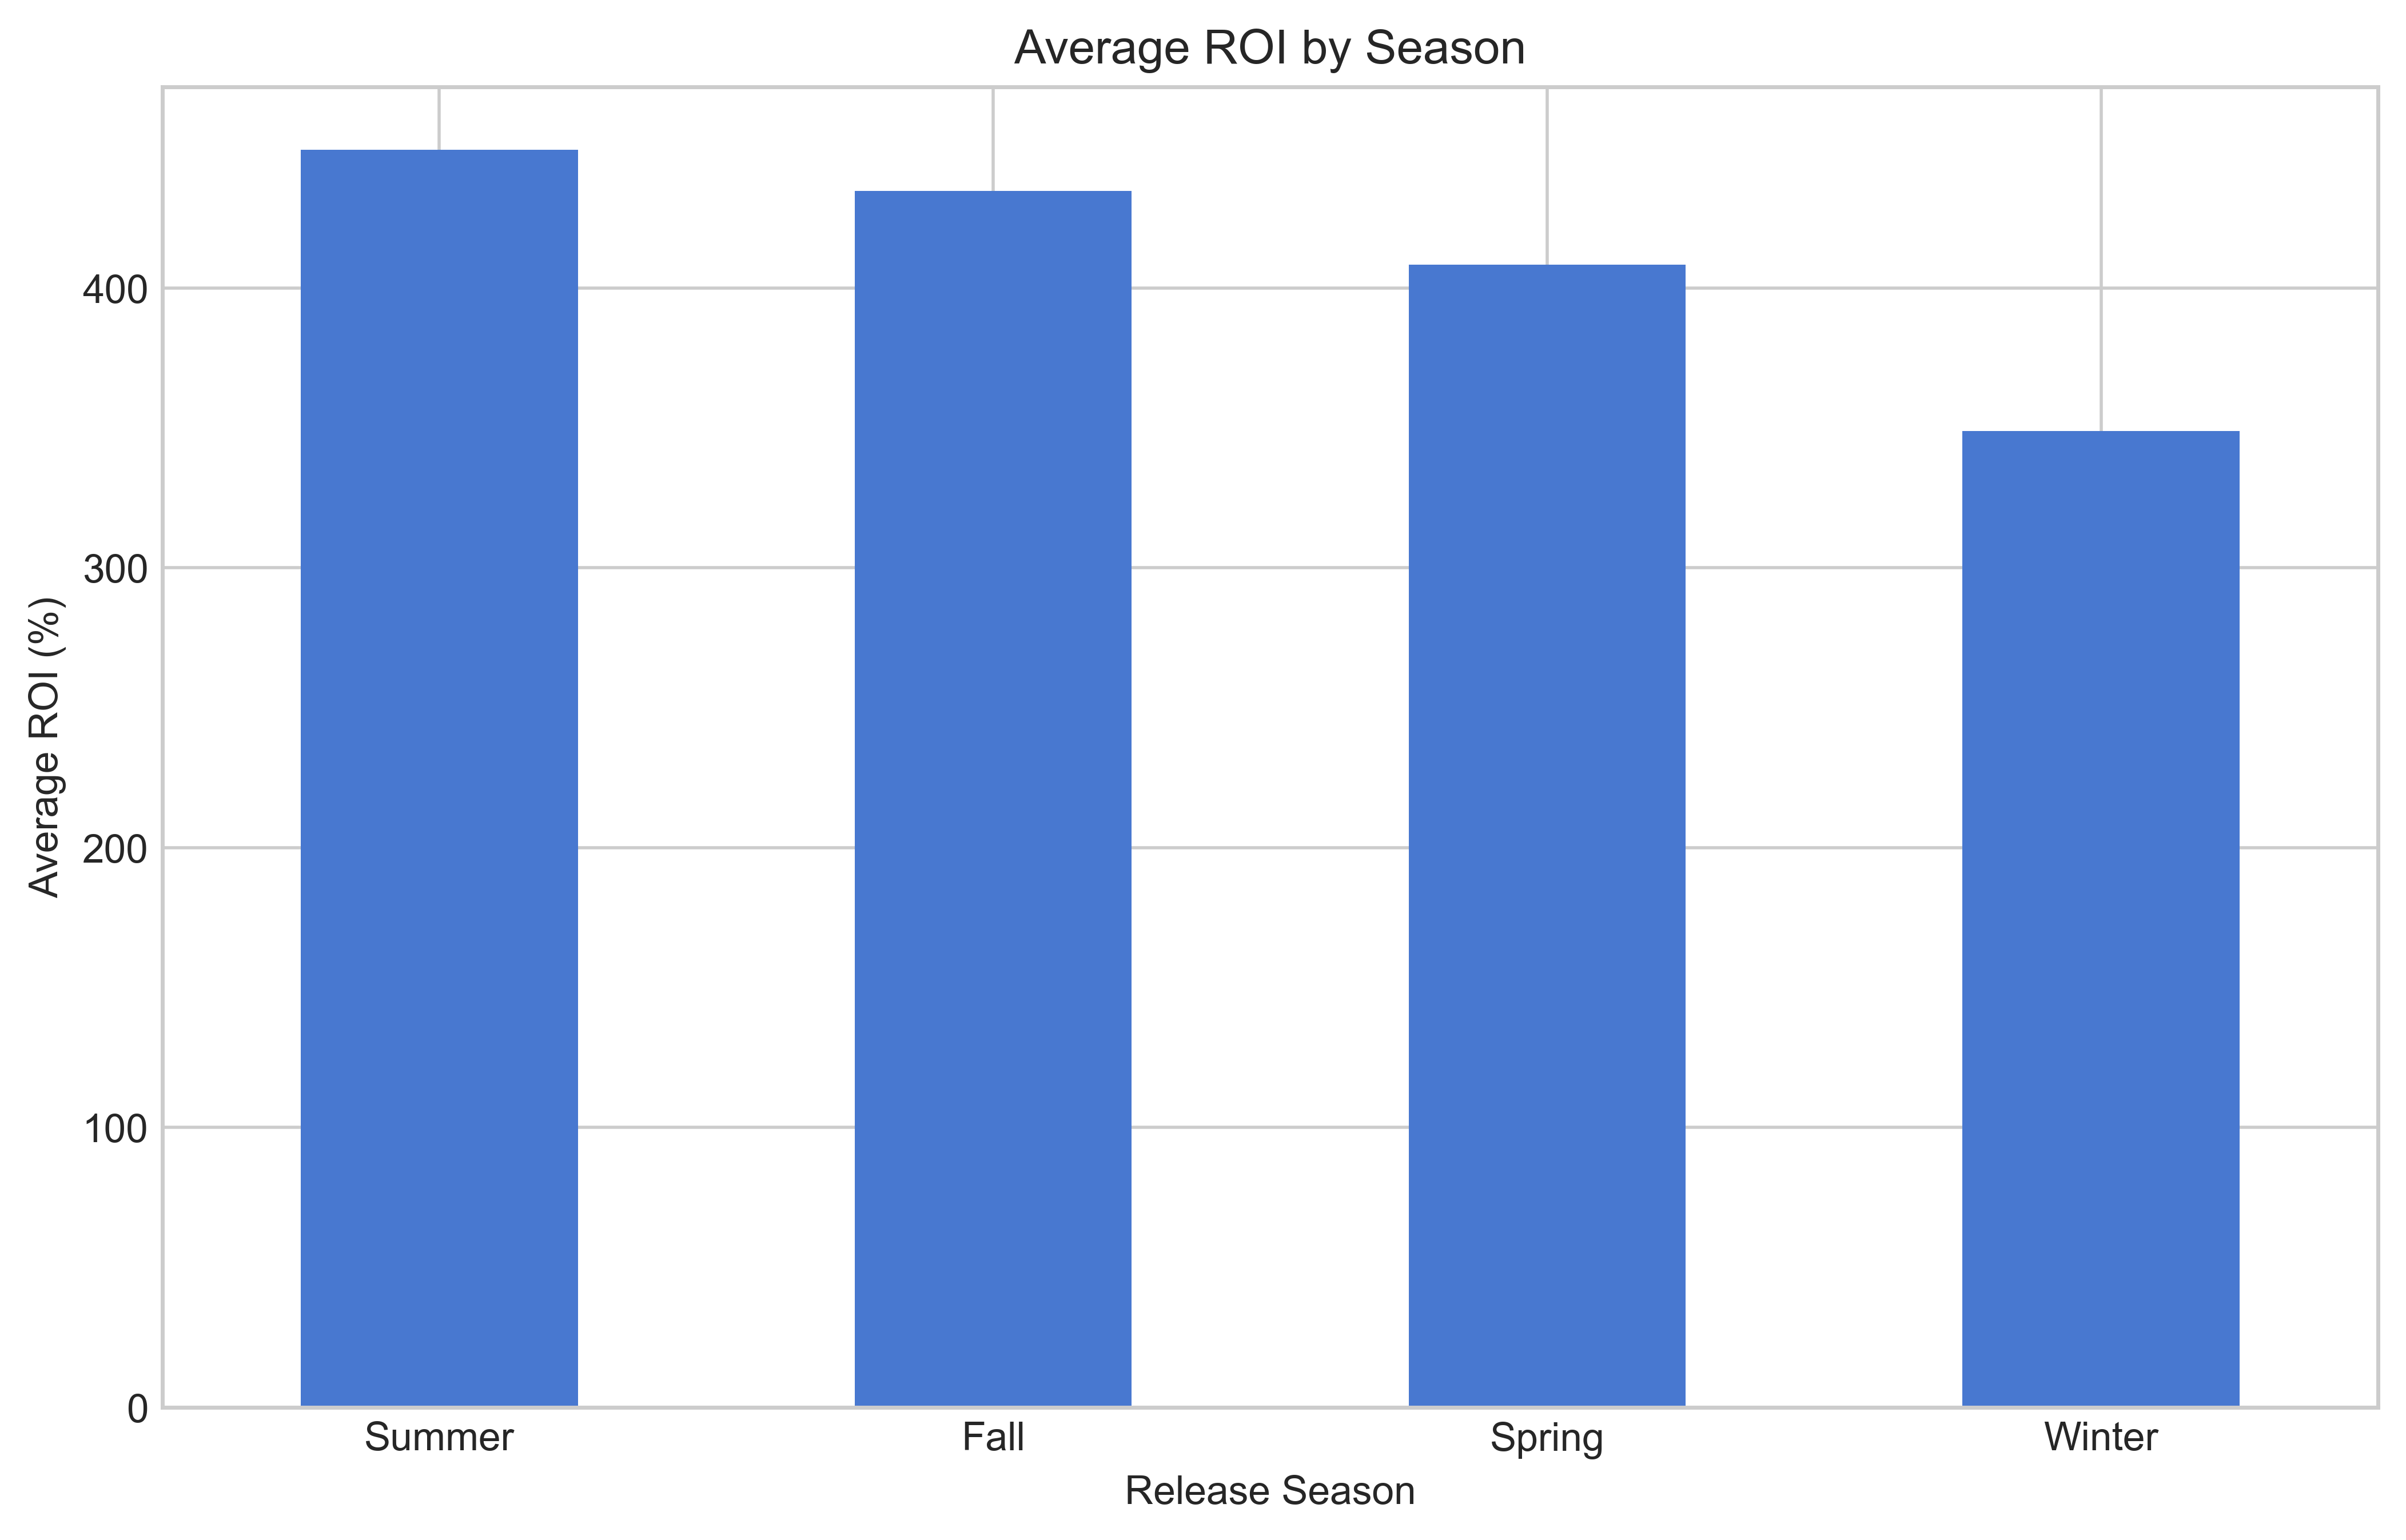 Average ROI by Season
Average ROI (%)
400
300
200
100
0
Summer Fall Spring Winter
Release Season